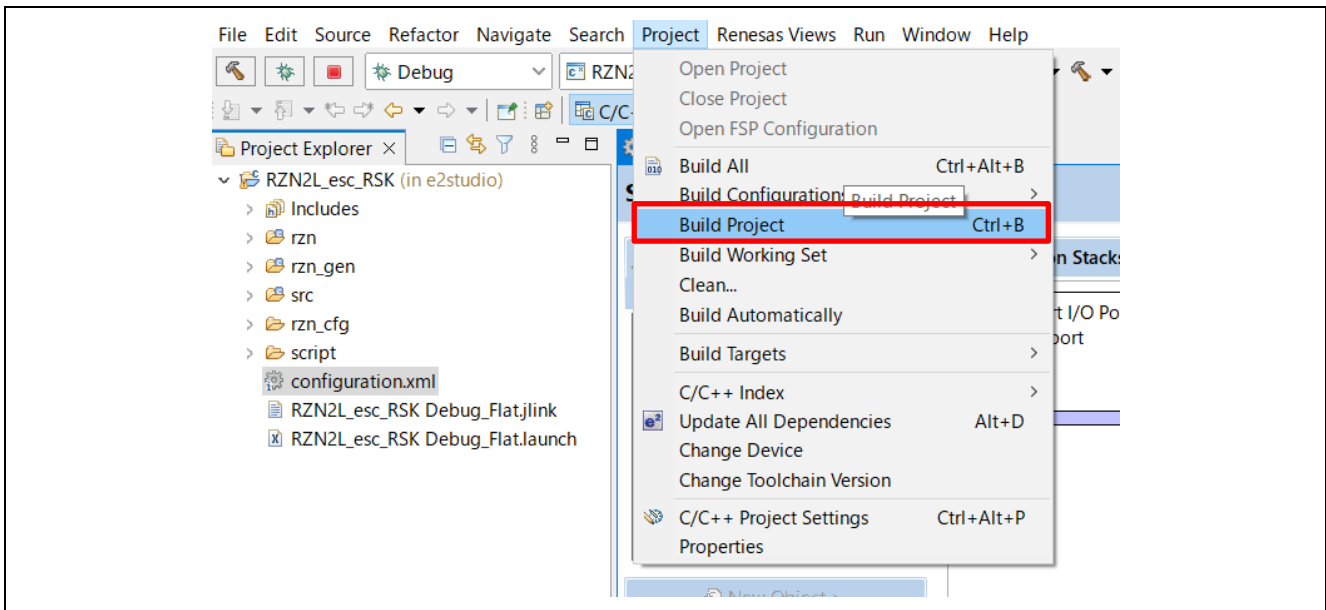 File Edit Source Refactor Navigate Search Project Renesas Views Run Window Help
Debug
RZN2
C/C
Project Explorer
RZN2L_esc_RSK (in e2studio)
Includes
rzn
rzn_gen
src
rzn_cfg
script
configuration.xml
RZN2L_esc_RSK Debug_Flat.jlink
RZN2L_esc_RSK Debug_Flat.launch
Open Project
Close Project
Open FSP Configuration
Build All Ctrl+Alt+B
Build Configurations
Build Project
Build Project Ctrl+B
Build Working Set
Clean...
Build Automatically
Build Targets
C/C++ Index
Update All Dependencies Alt+D
Change Device
Change Toolchain Version
C/C++ Project Settings Ctrl+Alt+P
Properties
n Stacks
t I/O Po
port
New Object >